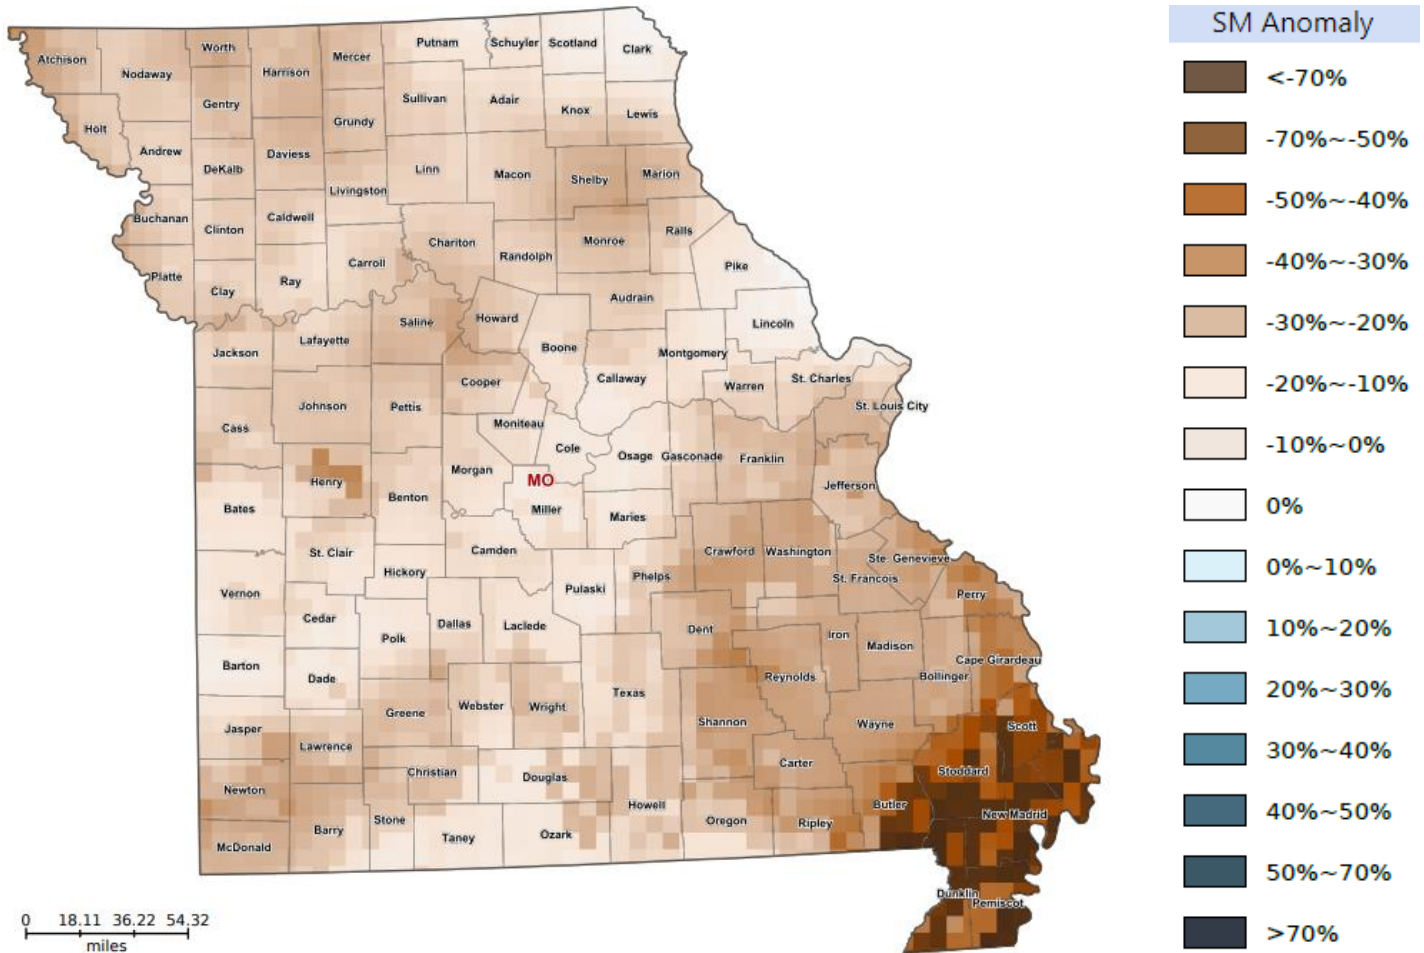 SM Anomaly
<-70%
-70%~-50%
-50%~-40%
-40%~-30%
-30%~-20%
-20%~-10%
-10%~0%
0%
0%~10%
10%~20%
20%~30%
30%~40%
40%~50%
50%~70%
>70%
Atchison
Nodaway
Worth
Harrison
Mercer
Putnam
Schuyler
Scotland
Clark
Gentry
Sullivan
Adair
Knox
Lewis
Holt
Andrew
DeKalb
Daviess
Grundy
Linn
Macon
Shelby
Marion
Livingston
Buchanan
Clinton
Caldwell
Chariton
Randolph
Monroe
Ralls
Platte
Clay
Ray
Carroll
Pike
Audrain
Saline
Howard
Lincoln
Jackson
Lafayette
Boone
Montgomery
Callaway
Warren
St. Charles
Cooper
Johnson
Pettis
St. Louis City
Cass
Moniteau
Cole
Osage
Gasconade
Franklin
Henry
Morgan
MO
Jefferson
Bates
Benton
Miller
Maries
St. Clair
Camden
Crawford
Washington
Ste. Genevieve
Hickory
Phelps
St. Francois
Vernon
Pulaski
Perry
Cedar
Polk
Dallas
Laclede
Dent
Iron
Madison
Barton
Dade
Cape Girardeau
Reynolds
Bollinger
Texas
Greene
Webster
Wright
Shannon
Wayne
Scott
Jasper
Lawrence
Carter
Stoddard
Christian
Douglas
Newton
Howell
Butler
New Madrid
Barry
Stone
Taney
Ozark
Oregon
Ripley
McDonald
Dunklin
Pemiscot
0 18.11 36.22 54.32
miles